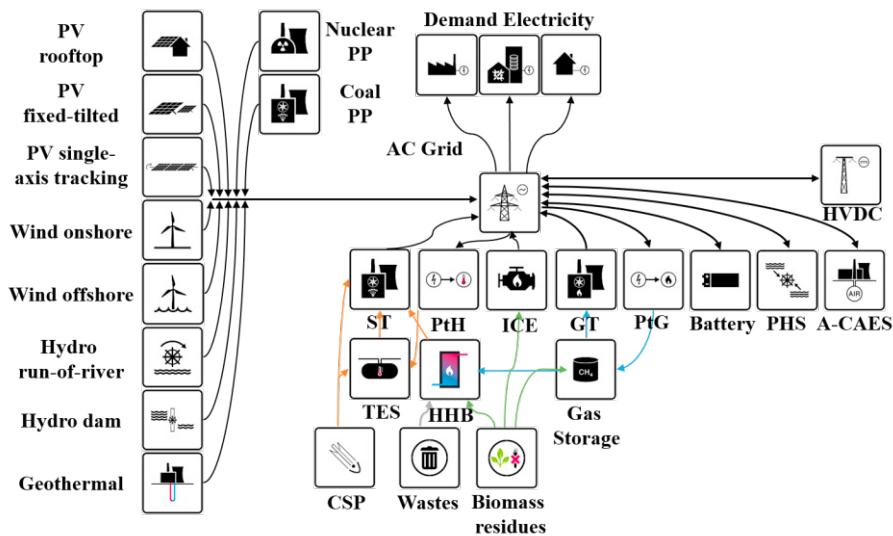 PV
rooftop
Nuclear
PP
Demand Electricity
PV
fixed-tilted
Coal
PP
PV single-
axis tracking
AC Grid
HVDC
Wind onshore
Wind offshore
ST
PtH
ICE
GT
PtG
Battery
PHS
A-CAES
AIR
Hydro
run-of-river
CH₄
TES
HHB
Gas
Storage
Hydro dam
Geothermal
CSP
Wastes
Biomass
residues